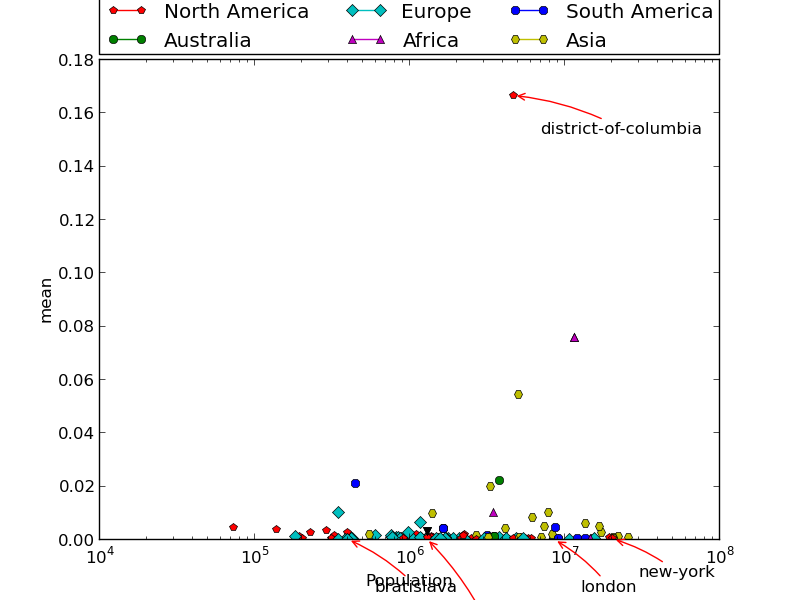 North America Europe South America
Australia Africa Asia
0.18
0.16
district-of-columbia
0.14
0.12
0.10
mean
0.08
0.06
0.04
0.02
0.00
10^4 10^5 10^6 10^7 10^8
new-york
Population
bratislava london